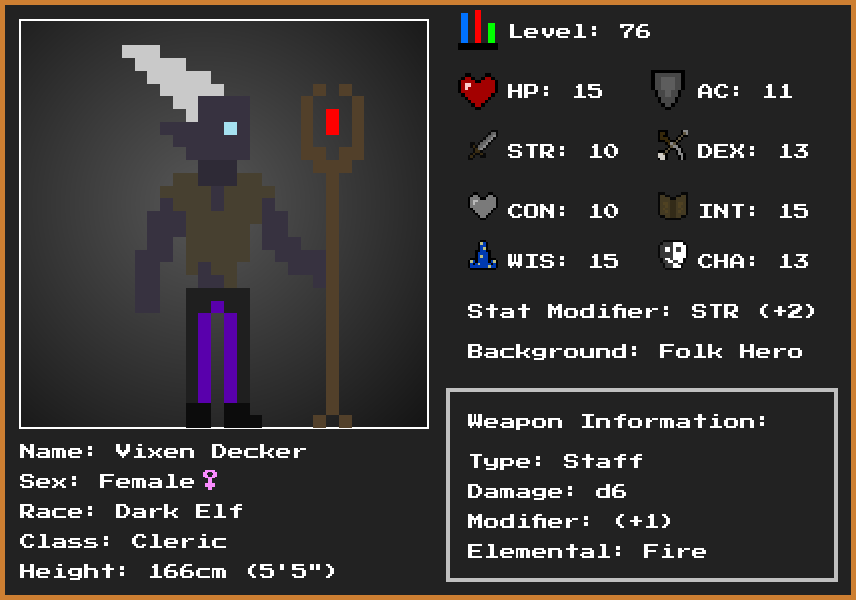 Level: 76
HP: 15 AC: 11
STR: 10 DEX: 13
CON: 10 INT: 15
WIS: 15 CHA: 13
Stat Modifier: STR (+2)
Background: Folk Hero
Weapon Information:
Type: Staff
Damage: d6
Modifier: (+1)
Elemental: Fire
Name: Vixen Decker
Sex: Female♀
Race: Dark Elf
Class: Cleric
Height: 166cm (5'5")